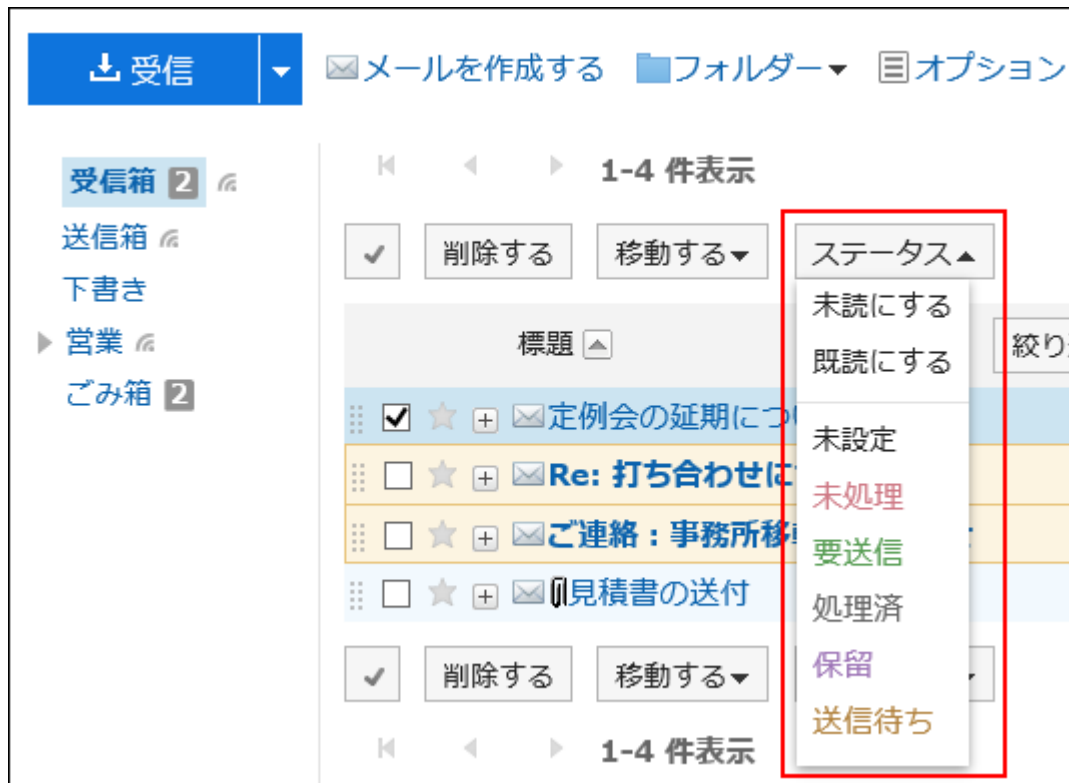 受信 メールを作成する フォルダー オプション
受信箱 2
送信箱
下書き
営業
ごみ箱 2
1-4 件表示
削除する 移動する ステータス
未読にする
既読にする
未設定
未処理
要送信
処理済
保留
送信待ち
標題 絞り
定例会の延期につ
Re: 打ち合わせに
ご連絡：事務所移
見積書の送付
削除する 移動する
1-4 件表示